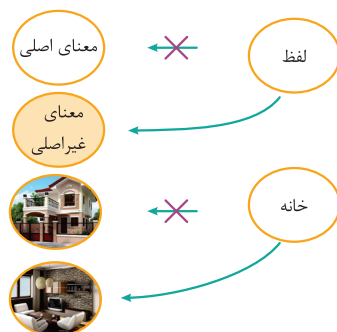 لفظ
معنای اصلی
معنای
غیراصلی
خانه